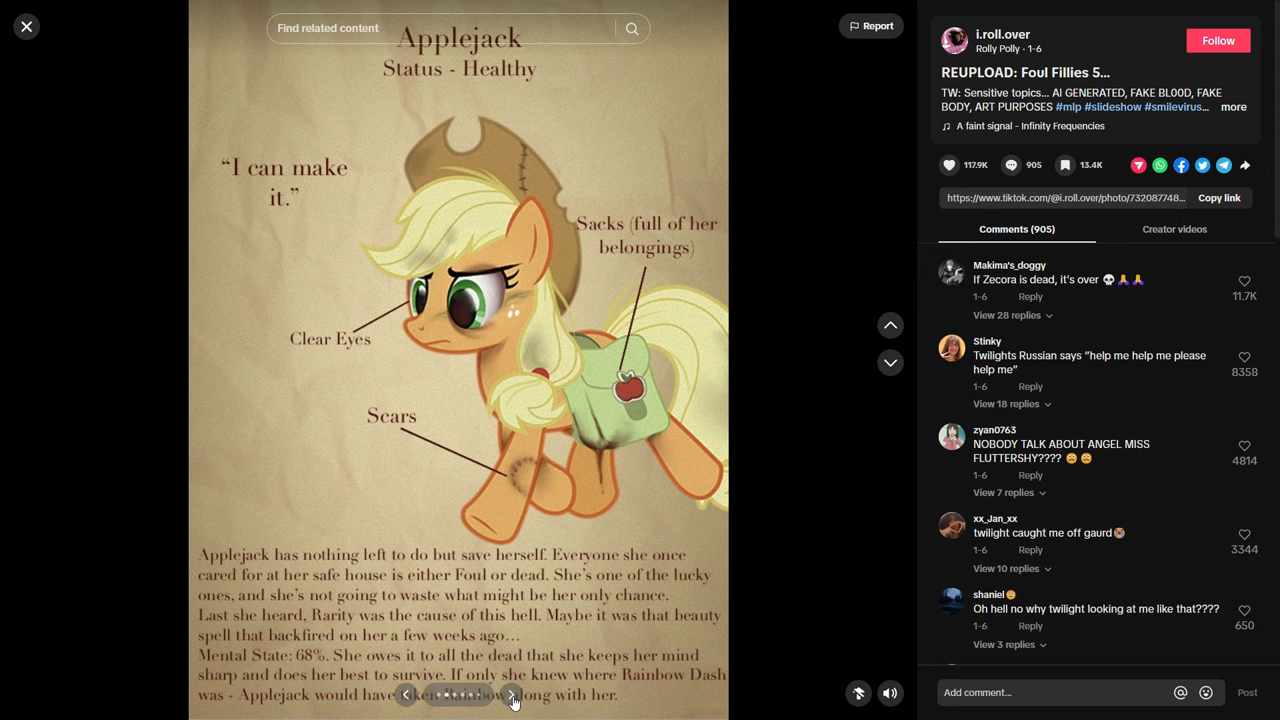 Find related content
Report
Applejack
Status - Healthy
“I can make
it.”
Sacks (full of her
belongings)
Clear Eyes
Scars
Applejack has nothing left to do but save herself. Everyone she once
cared for at her safe house is either Foul or dead. She’s one of the lucky
ones, and she’s not going to waste what might be her only chance.
Last she heard, Rarity was the cause of this hell. Maybe it was that beauty
spell that backfired on her a few weeks ago…
Mental State: 68%. She owes it to all the dead that she keeps her mind
sharp and does her best to survive. If only she knew where Rainbow Dash
was - Applejack would have taken Rainbow along with her.
i.roll.over
Rolly Polly · 1-6
Follow
REUPLOAD: Foul Fillies 5...
TW: Sensitive topics... AI GENERATED, FAKE BL00D, FAKE
BODY, ART PURPOSES #mlp #slideshow #smilevirus... more
A faint signal - Infinity Frequencies
117.9K 905 13.4K
https://www.tiktok.com/@i.roll.over/photo/732087748... Copy link
Comments (905) Creator videos
Makima's_doggy
If Zecora is dead, it's over 💀🙏🙏
1-6 Reply 11.7K
View 28 replies
Stinky
Twilights Russian says “help me help me please
help me”
1-6 Reply 8358
View 18 replies
zyan0763
NOBODY TALK ABOUT ANGEL MISS
FLUTTERSHY???? 😨😨
1-6 Reply 4814
View 7 replies
xx_Jan_xx
twilight caught me off gaurd😭
1-6 Reply 3344
View 10 replies
shaniel
Oh hell no why twilight looking at me like that????
1-6 Reply 650
View 3 replies
Add comment... Post